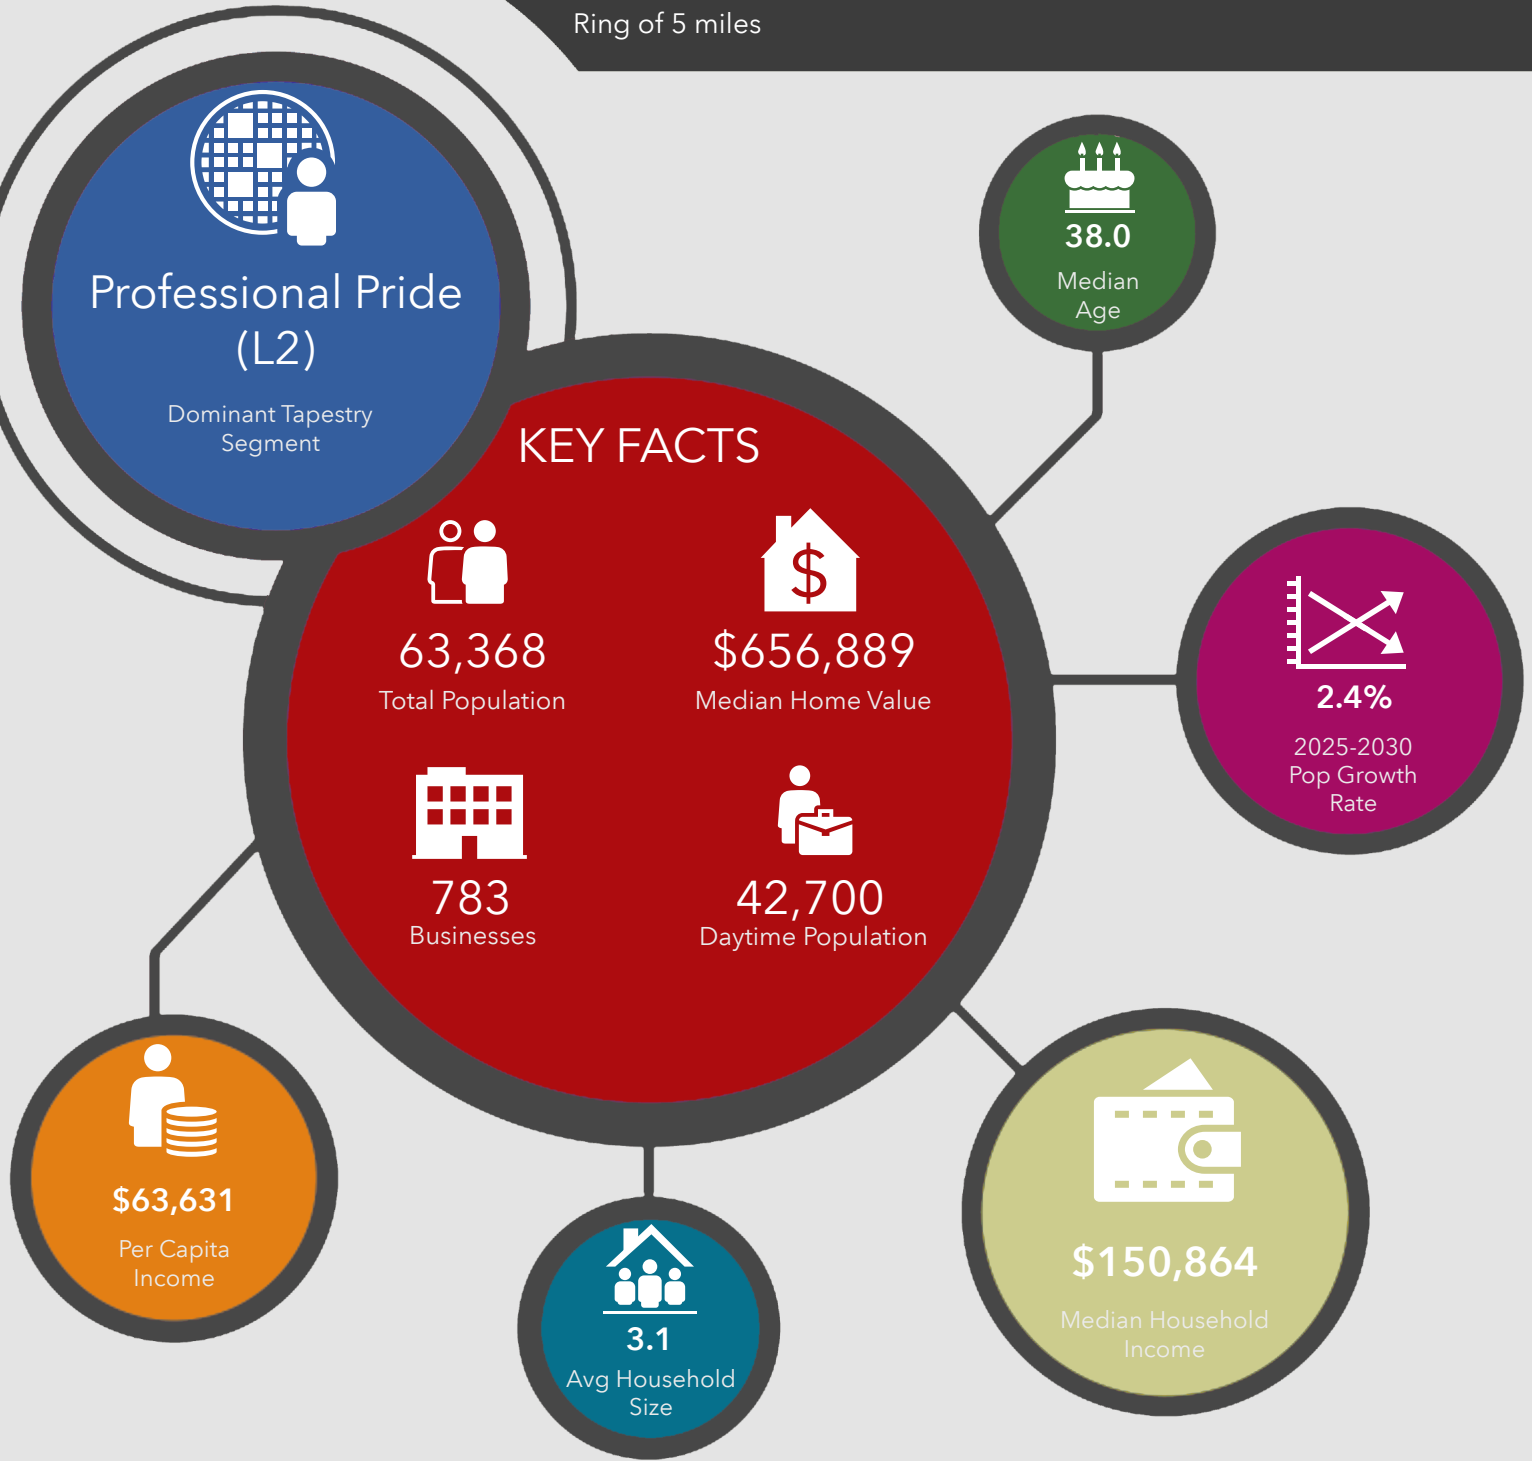 Ring of 5 miles
Professional Pride
(L2)
Dominant Tapestry
Segment
38.0
Median
Age
KEY FACTS
63,368
Total Population
$656,889
Median Home Value
$
783
Businesses
42,700
Daytime Population
2.4%
2025-2030
Pop Growth
Rate
$63,631
Per Capita
Income
3.1
Avg Household
Size
$150,864
Median Household
Income